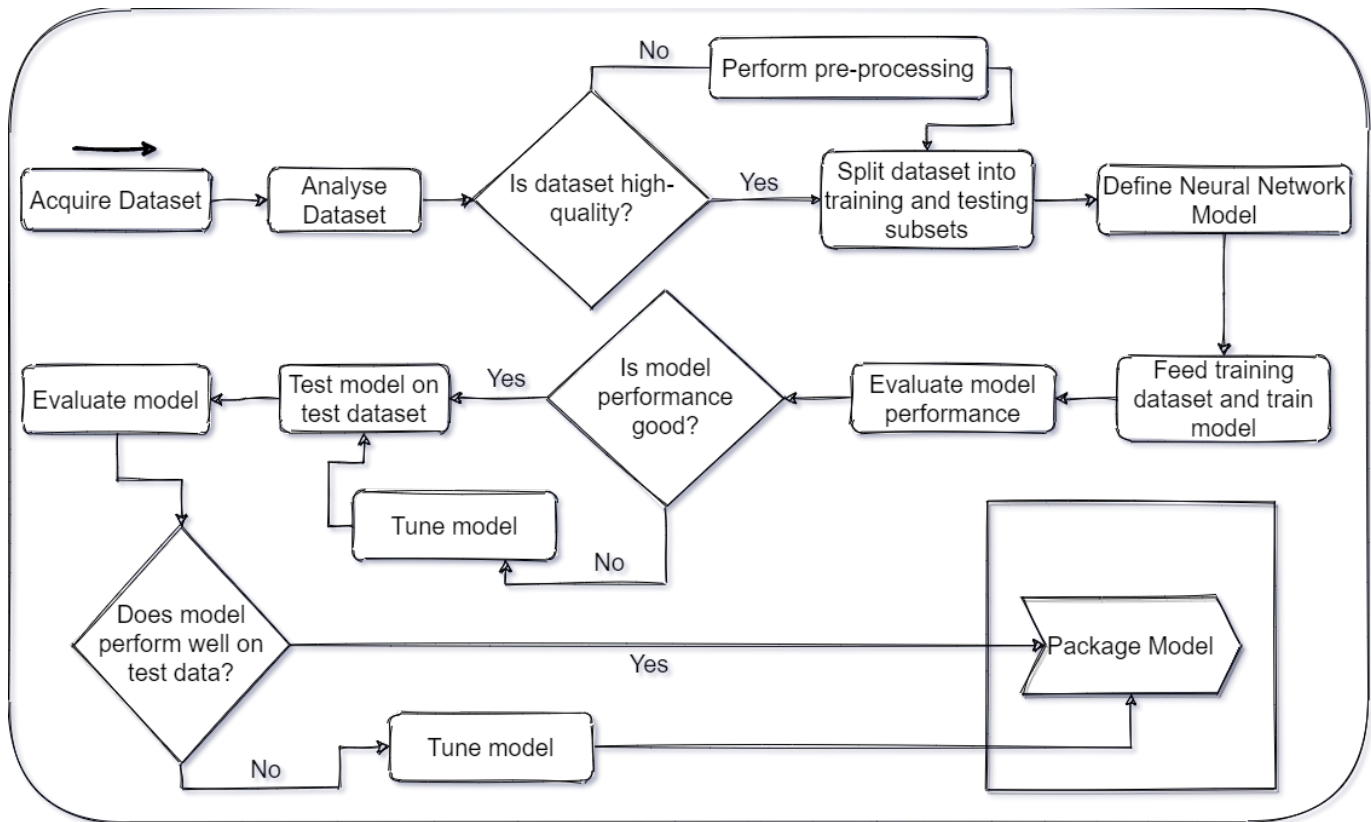 No
Perform pre-processing
Acquire Dataset
Analyse
Dataset
Is dataset high-
quality?
Yes
Split dataset into
training and testing
subsets
Define Neural Network
Model
Feed training
dataset and train
model
Evaluate model
performance
Is model
performance
good?
Yes
Test model on
test dataset
Evaluate model
No
Tune model
Does model
perform well on
test data?
Yes
Package Model
No
Tune model